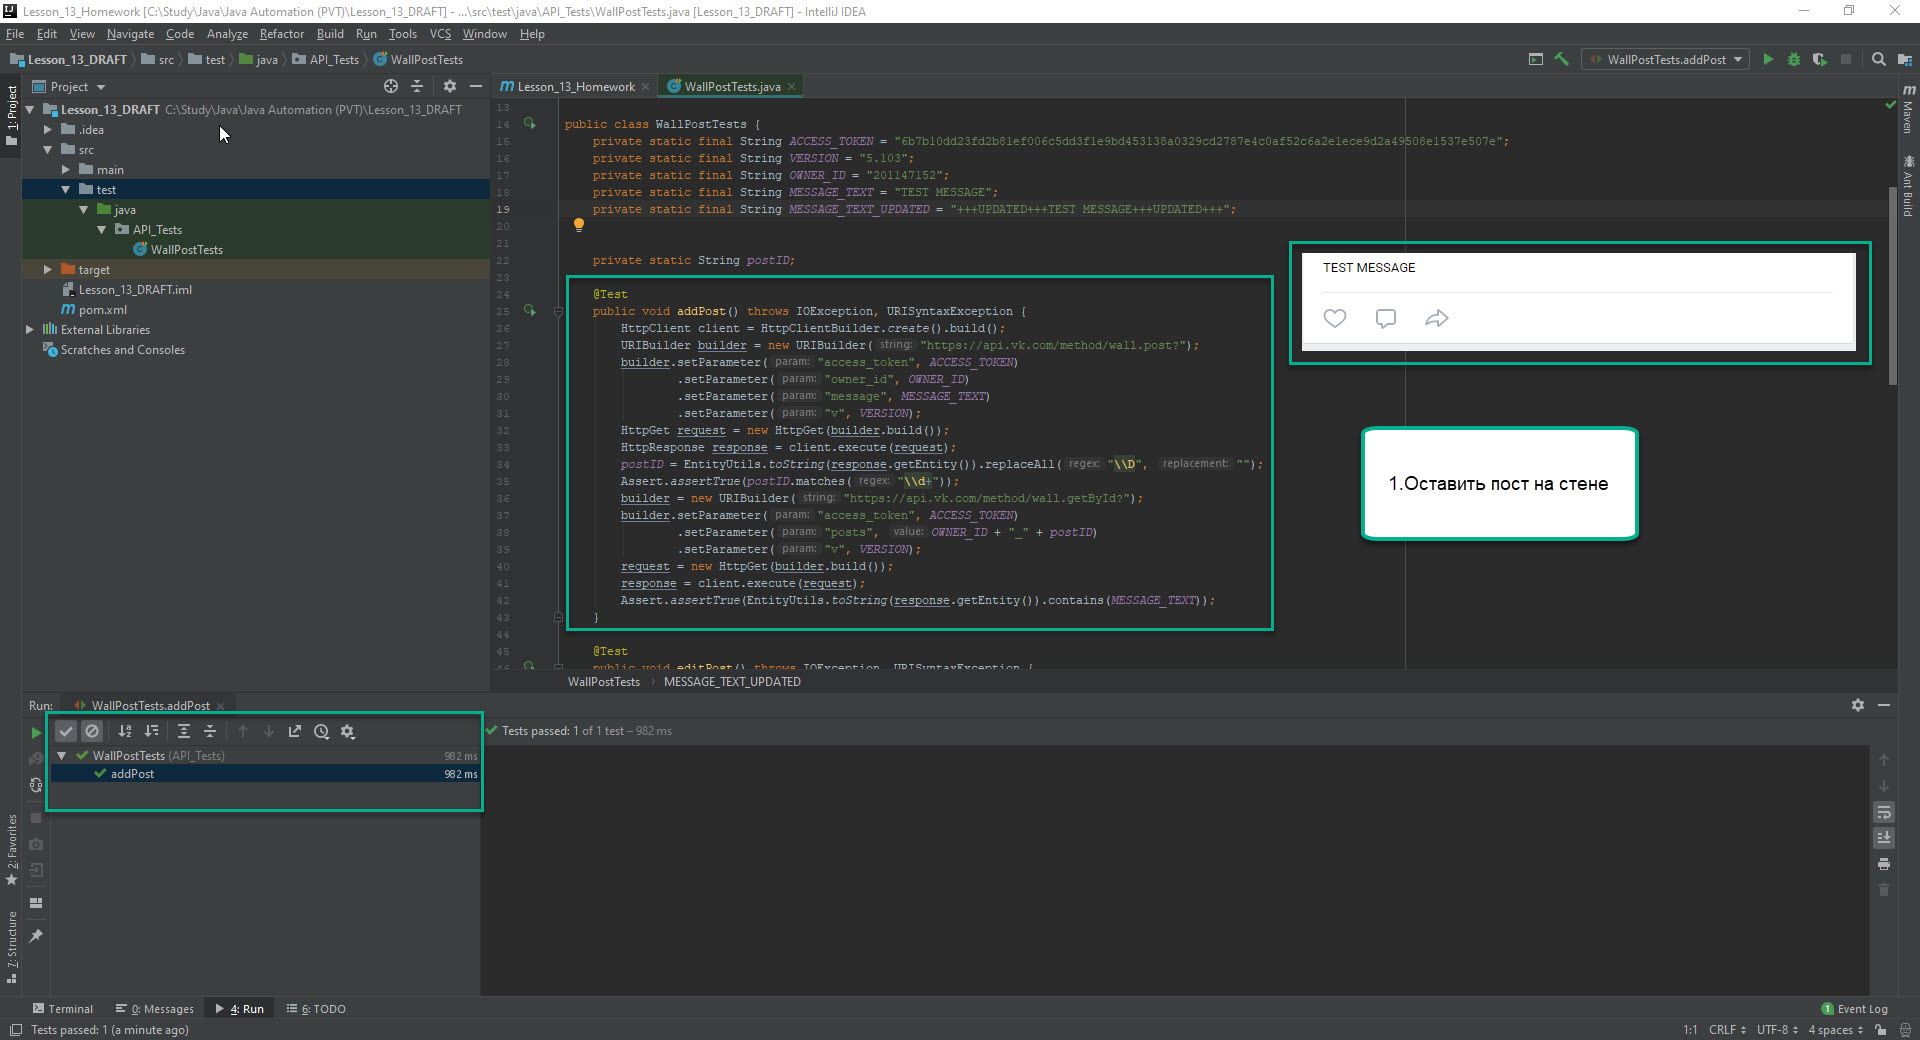 Lesson_13_Homework [C:\Study\Java\Java Automation (PVT)\Lesson_13_DRAFT] - ...\src\test\java\API_Tests\WallPostTests.java [Lesson_13_DRAFT] - IntelliJ IDEA
File Edit View Navigate Code Analyze Refactor Build Run Tools VCS Window Help
Lesson_13_DRAFT src test java API_Tests WallPostTests
WallPostTests.addPost
Project
Lesson_13_Homework
WallPostTests.java
1: Project
Lesson_13_DRAFT C:\Study\Java\Java Automation (PVT)\Lesson_13_DRAFT
.idea
src
main
test
java
API_Tests
WallPostTests
target
Lesson_13_DRAFT.iml
pom.xml
External Libraries
Scratches and Consoles
13
14 public class WallPostTests {
15 private static final String ACCESS_TOKEN = "6b7b10dd23fd2b81ef006c5dd3f1e9bd453138a0329cd2787e4c0af52c6a2e1ece9d2a49508e1537e507e";
16 private static final String VERSION = "5.103";
17 private static final String OWNER_ID = "201147152";
18 private static final String MESSAGE_TEXT = "TEST MESSAGE";
19 private static final String MESSAGE_TEXT_UPDATED = "+++UPDATED+++TEST MESSAGE+++UPDATED+++";
20
21
22 private static String postID;
23
24 @Test
25 public void addPost() throws IOException, URISyntaxException {
26 HttpClient client = HttpClientBuilder.create().build();
27 URIBuilder builder = new URIBuilder( string: "https://api.vk.com/method/wall.post?");
28 builder.setParameter( param: "access_token", ACCESS_TOKEN)
29 .setParameter( param: "owner_id", OWNER_ID)
30 .setParameter( param: "message", MESSAGE_TEXT)
31 .setParameter( param: "v", VERSION);
32 HttpGet request = new HttpGet(builder.build());
33 HttpResponse response = client.execute(request);
34 postID = EntityUtils.toString(response.getEntity()).replaceAll( regex: "\\D", replacement: "");
35 Assert.assertTrue(postID.matches( regex: "\\d+"));
36 builder = new URIBuilder( string: "https://api.vk.com/method/wall.getById?");
37 builder.setParameter( param: "access_token", ACCESS_TOKEN)
38 .setParameter( param: "posts", value: OWNER_ID + "_" + postID)
39 .setParameter( param: "v", VERSION);
40 request = new HttpGet(builder.build());
41 response = client.execute(request);
42 Assert.assertTrue(EntityUtils.toString(response.getEntity()).contains(MESSAGE_TEXT));
43 }
44
45 @Test
46 public void editPost() throws IOException, URISyntaxException {
WallPostTests MESSAGE_TEXT_UPDATED
TEST MESSAGE
1.Оставить пост на стене
Maven
Ant Build
Run: WallPostTests.addPost
Tests passed: 1 of 1 test – 982 ms
WallPostTests (API_Tests) 982 ms
addPost 982 ms
2: Favorites
7: Structure
Terminal 0: Messages 4: Run 6: TODO
1 Event Log
Tests passed: 1 (a minute ago)
1:1 CRLF UTF-8 4 spaces